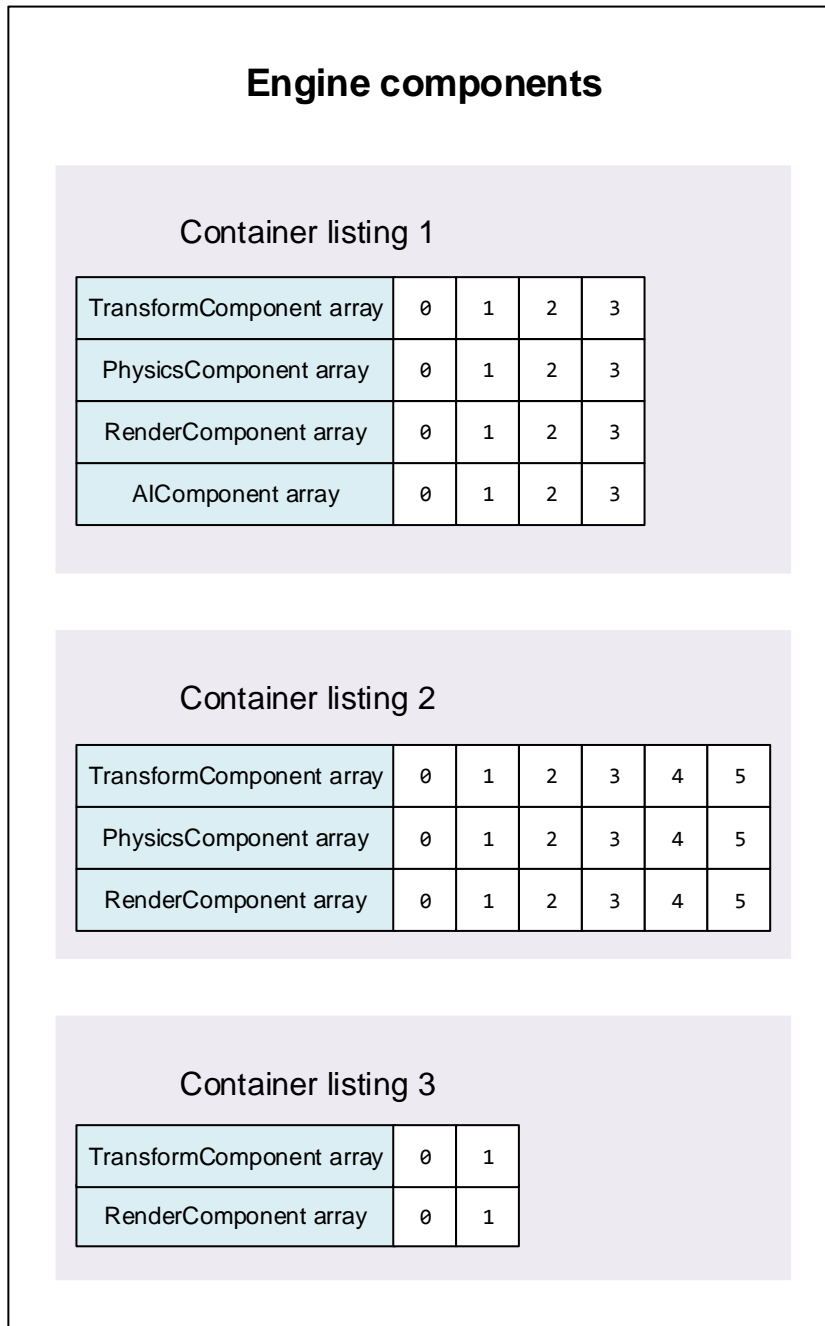 Engine components
Container listing 1
TransformComponent array 0 1 2 3
PhysicsComponent array 0 1 2 3
RenderComponent array 0 1 2 3
AIComponent array 0 1 2 3
Container listing 2
TransformComponent array 0 1 2 3 4 5
PhysicsComponent array 0 1 2 3 4 5
RenderComponent array 0 1 2 3 4 5
Container listing 3
TransformComponent array 0 1
RenderComponent array 0 1